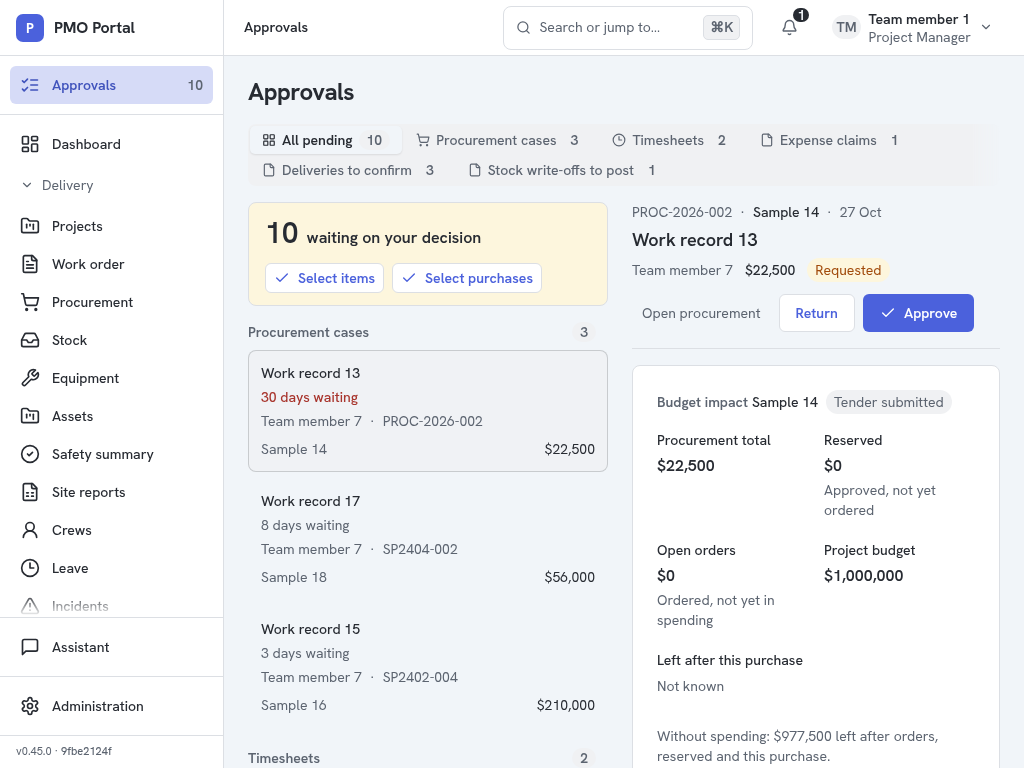 P PMO Portal
Approvals
Search or jump to... ⌘K
1
TM
Team member 1
Project Manager
Approvals 10
Dashboard
Delivery
Projects
Work order
Procurement
Stock
Equipment
Assets
Safety summary
Site reports
Crews
Leave
Incidents
Assistant
Administration
v0.45.0 · 9fbe2124f
Approvals
All pending 10
Procurement cases 3
Timesheets 2
Expense claims 1
Deliveries to confirm 3
Stock write-offs to post 1
10 waiting on your decision
Select items
Select purchases
Procurement cases 3
Work record 13
30 days waiting
Team member 7 · PROC-2026-002
Sample 14 $22,500
Work record 17
8 days waiting
Team member 7 · SP2404-002
Sample 18 $56,000
Work record 15
3 days waiting
Team member 7 · SP2402-004
Sample 16 $210,000
Timesheets 2
PROC-2026-002 · Sample 14 · 27 Oct
Work record 13
Team member 7 $22,500 Requested
Open procurement Return Approve
Budget impact Sample 14 Tender submitted
Procurement total
$22,500
Reserved
$0
Approved, not yet
ordered
Open orders
$0
Ordered, not yet in
spending
Project budget
$1,000,000
Left after this purchase
Not known
Without spending: $977,500 left after orders,
reserved and this purchase.